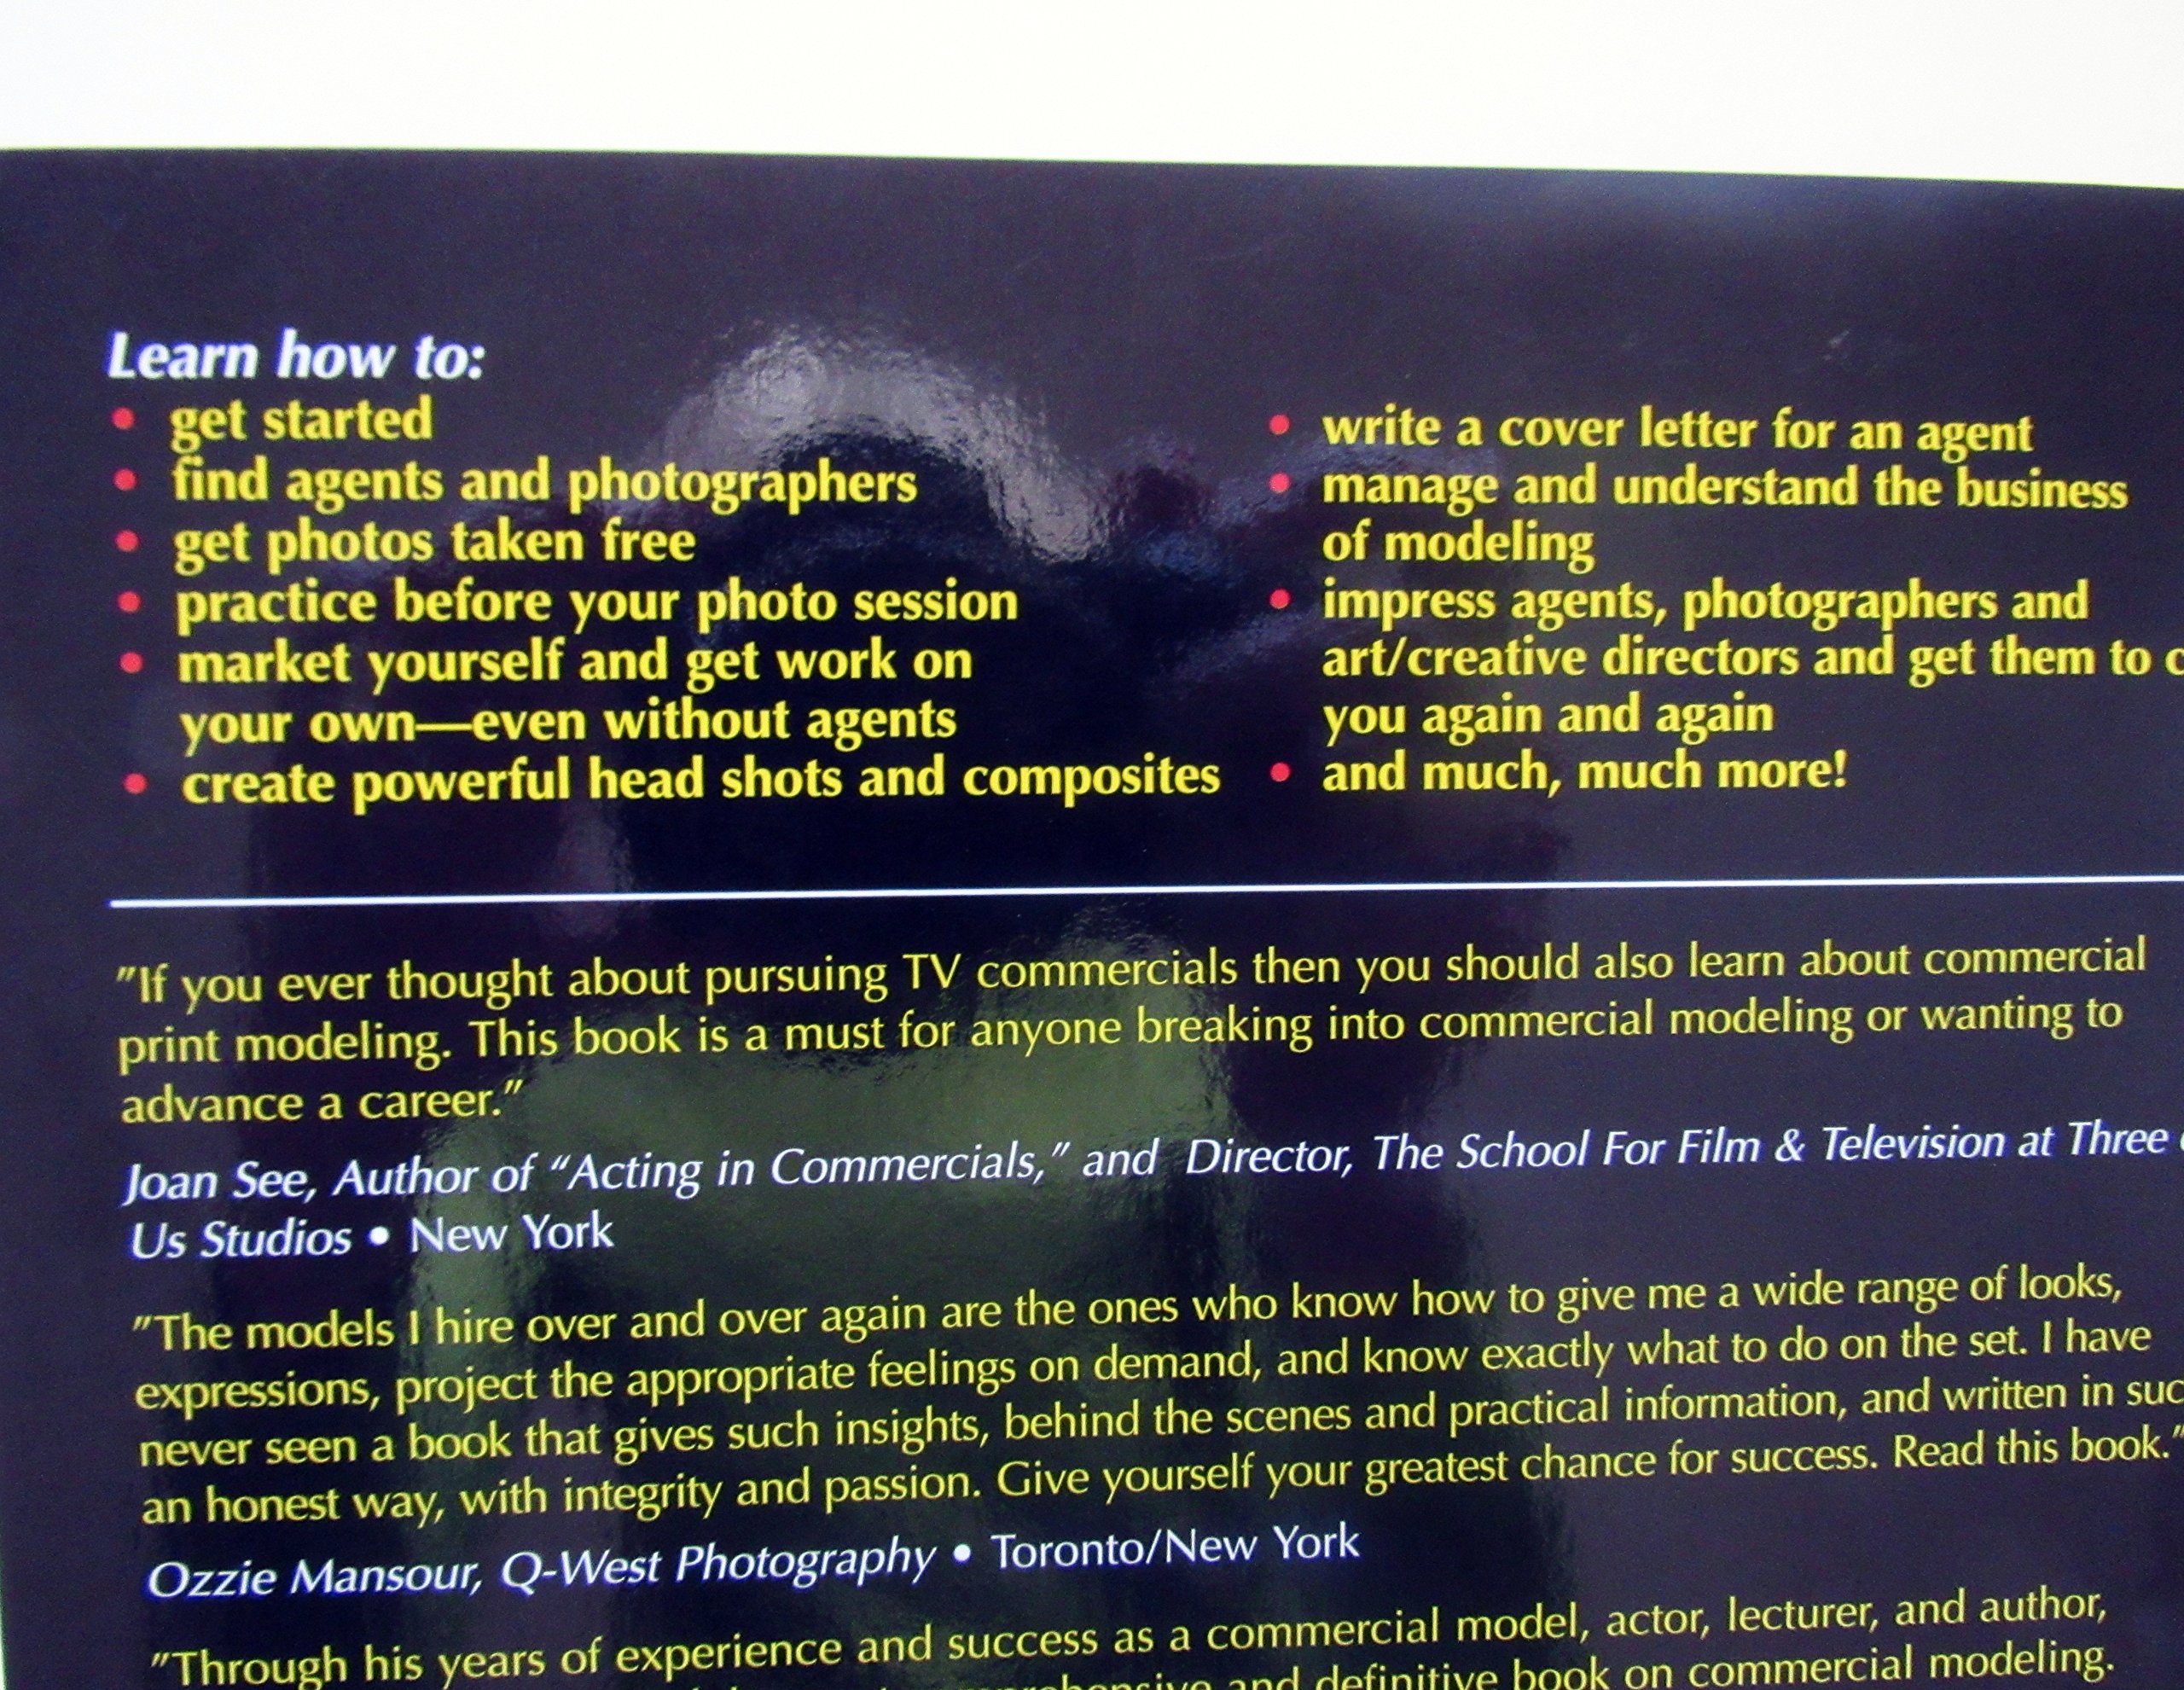 Learn how to:
• get started
• find agents and photographers
• get photos taken free
• practice before your photo session
• market yourself and get work on
your own—even without agents
• create powerful head shots and composites
• write a cover letter for an agent
• manage and understand the business
of modeling
• impress agents, photographers and
art/creative directors and get them to
you again and again
• and much, much more!
"If you ever thought about pursuing TV commercials then you should also learn about commercial
print modeling. This book is a must for anyone breaking into commercial modeling or wanting to
advance a career."
Joan See, Author of "Acting in Commercials," and Director, The School For Film & Television at Three
Us Studios • New York
"The models I hire over and over again are the ones who know how to give me a wide range of looks,
expressions, project the appropriate feelings on demand, and know exactly what to do on the set. I have
never seen a book that gives such insights, behind the scenes and practical information, and written in
an honest way, with integrity and passion. Give yourself your greatest chance for success. Read this book."
Ozzie Mansour, Q-West Photography • Toronto/New York
"Through his years of experience and success as a commercial model, actor, lecturer, and author,
and definitive book on commercial modeling.